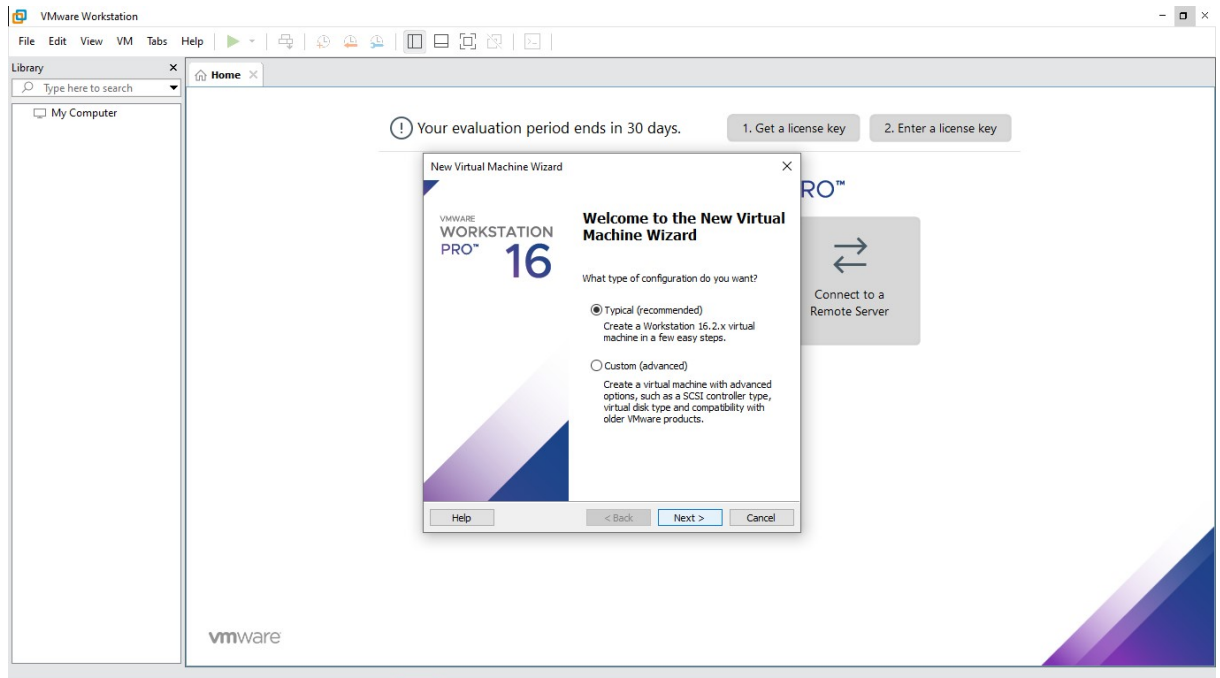 VMware Workstation
File Edit View VM Tabs Help
Library
Type here to search
My Computer
Home
Your evaluation period ends in 30 days.
1. Get a license key
2. Enter a license key
RO™
Connect to a
Remote Server
New Virtual Machine Wizard
VMWARE
WORKSTATION
PRO™ 16
Welcome to the New Virtual
Machine Wizard
What type of configuration do you want?
Typical (recommended)
Create a Workstation 16.2.x virtual
machine in a few easy steps.
Custom (advanced)
Create a virtual machine with advanced
options, such as a SCSI controller type,
virtual disk type and compatibility with
older VMware products.
Help
< Back
Next >
Cancel
vmware